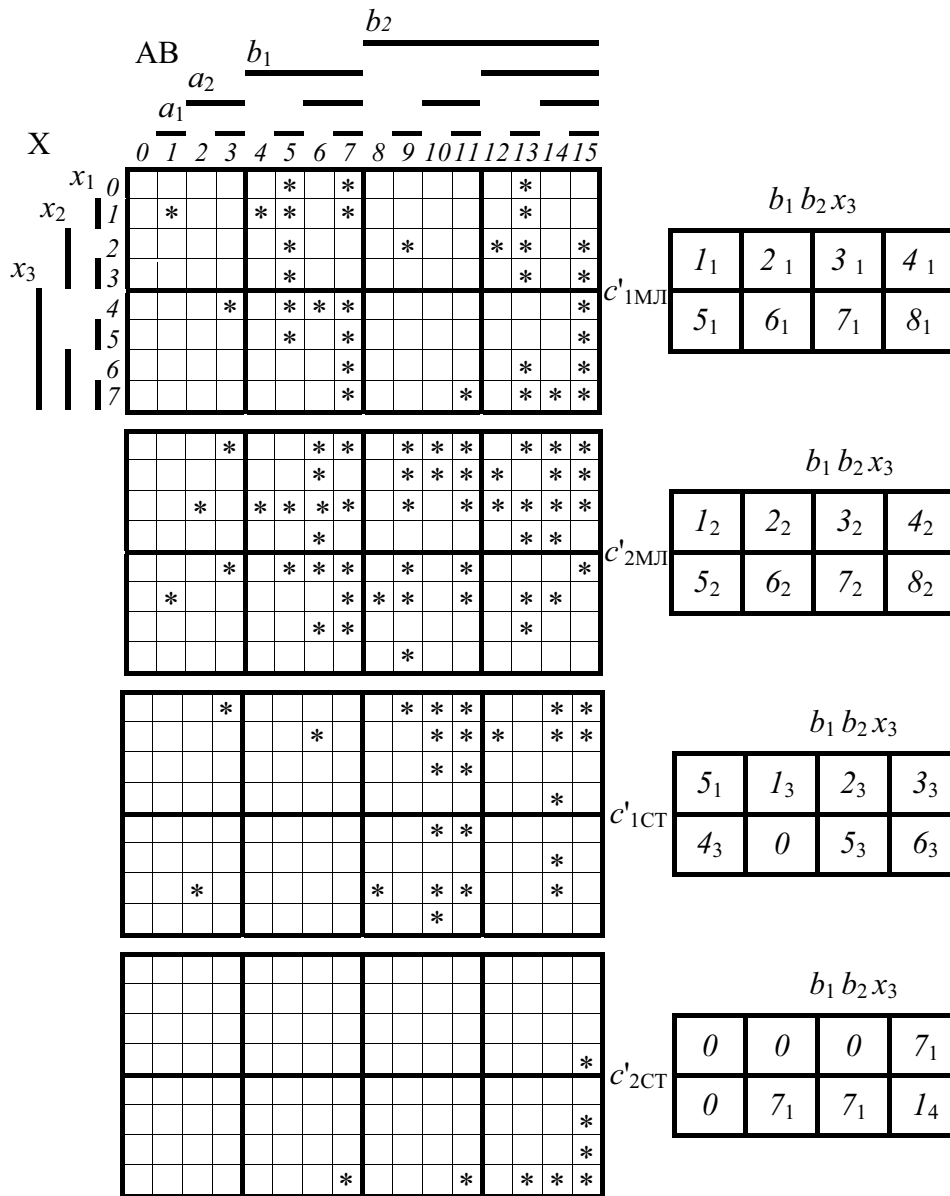 b2
AB
b1
a2
a1
X
0 1 2 3 4 5 6 7 8 9 10 11 12 13 14 15
x1
0 * * *
x2
1 * * * * *
b1 b2 x3
2 * * * * *
x3
3 * * *
c'1МЛ
11 21 31 41
4 * * * * *
51 61 71 81
5 * * *
6 * * *
7 * * * * *
* * * * * * * * *
* * * * * * *
b1 b2 x3
* * * * * * * * * * *
12 22 32 42
* * *
c'2МЛ
* * * * * * *
52 62 72 82
* * * * * * *
* * *
*
* * * * * *
* * * * * *
b1 b2 x3
* *
51 13 23 33
*
c'1СТ
* *
43 0 53 63
*
* * * * *
*
b1 b2 x3
0 0 0 71
*
c'2СТ
0 71 71 14
*
*
* * * * *